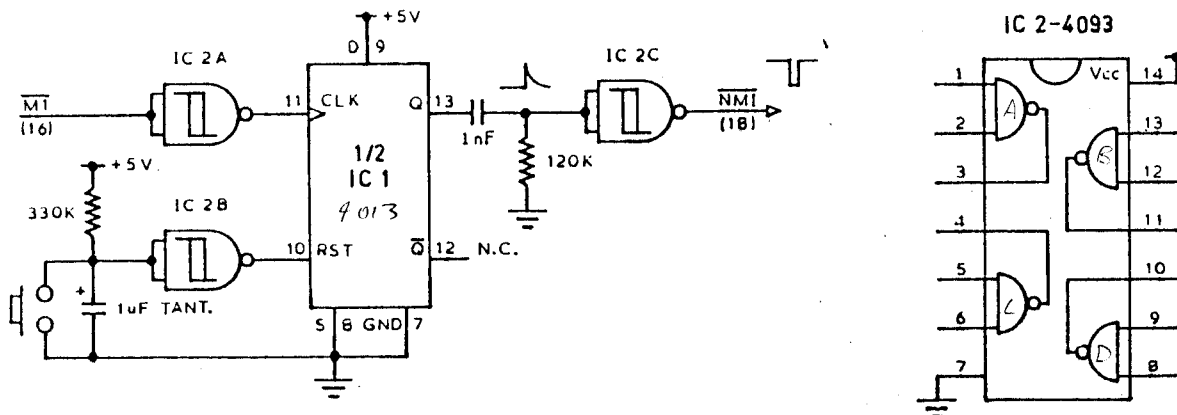 +5V
D 9
IC 2A
M1
(16)
11
CLK
Q
13
1nF
IC 2C
NMI
(18)
120K
+5V
330K
IC 2B
1/2
IC 1
4013
10
RST
Q
12
N.C.
+
1uF TANT.
5
8
GND
7
IC 2-4093
Vcc
1
14
A
2
13
B
3
12
4
11
5
10
C
6
9
D
7
8